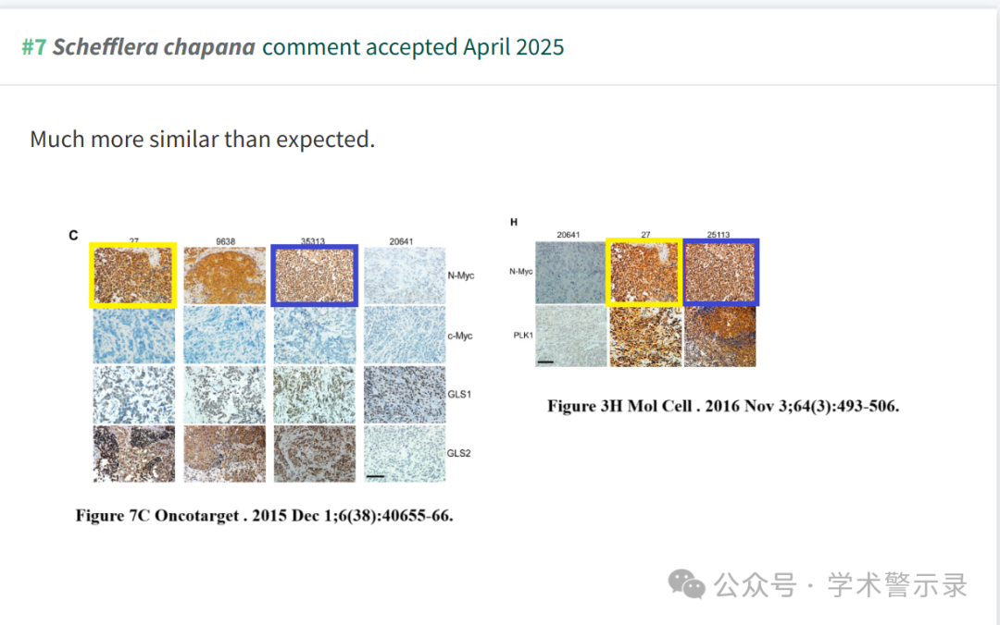 #7 Schefflera chapana comment accepted April 2025
Much more similar than expected.
C
27 9638 35313 20641
N-Myc
c-Myc
GLS1
GLS2
Figure 7C Oncotarget . 2015 Dec 1;6(38):40655-66.
H
20641 27 25113
N-Myc
PLK1
Figure 3H Mol Cell . 2016 Nov 3;64(3):493-506.
公众号 · 学术警示录